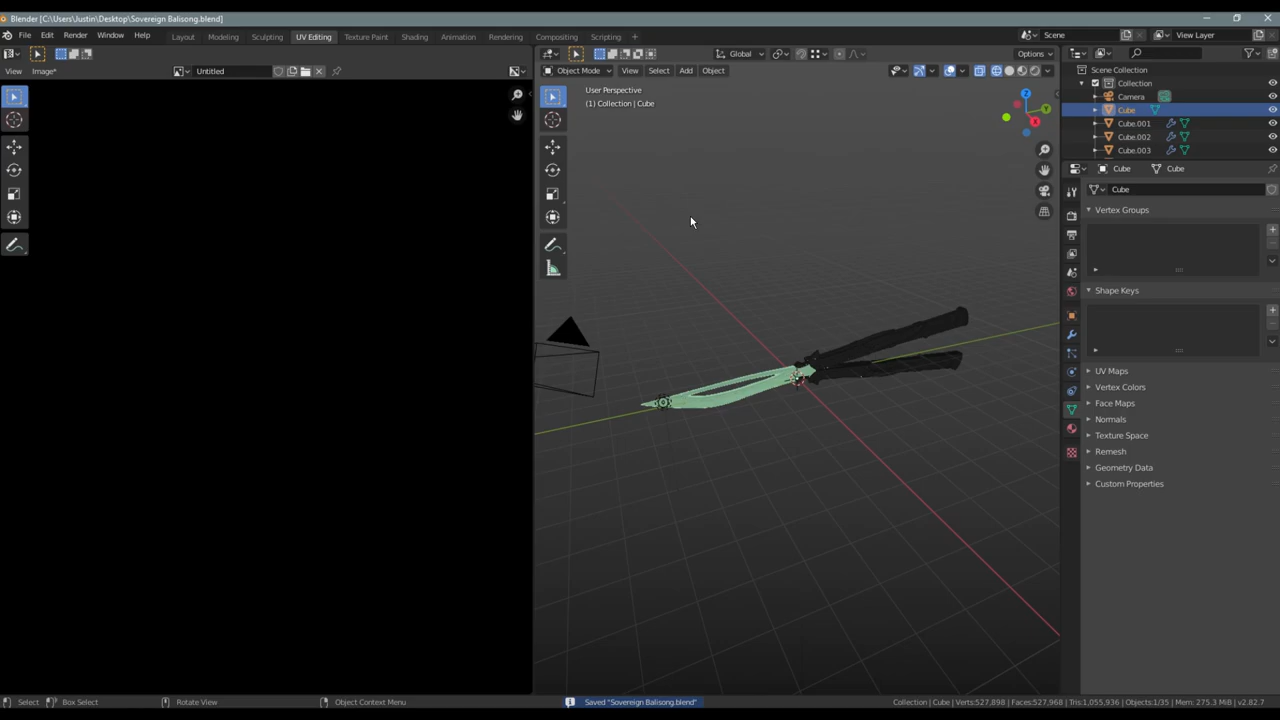 Blender [C:\Users\Justin\Desktop\Sovereign Balisong.blend]
File Edit Render Window Help Layout Modeling Sculpting UV Editing Texture Paint Shading Animation Rendering Compositing Scripting + Scene View Layer
Global Options
View Image* Untitled Object Mode View Select Add Object
Scene Collection
Collection
Camera
Cube
Cube.001
Cube.002
Cube.003
User Perspective
(1) Collection | Cube
Y
X
Z
Cube Cube
Cube
Vertex Groups
Shape Keys
UV Maps
Vertex Colors
Face Maps
Normals
Texture Space
Remesh
Geometry Data
Custom Properties
Select Box Select Rotate View Object Context Menu Saved "Sovereign Balisong.blend" Collection | Cube | Verts:527,898 | Faces:527,968 | Tris:1,055,936 | Objects:1/35 | Mem: 275.3 MiB | v2.82.7